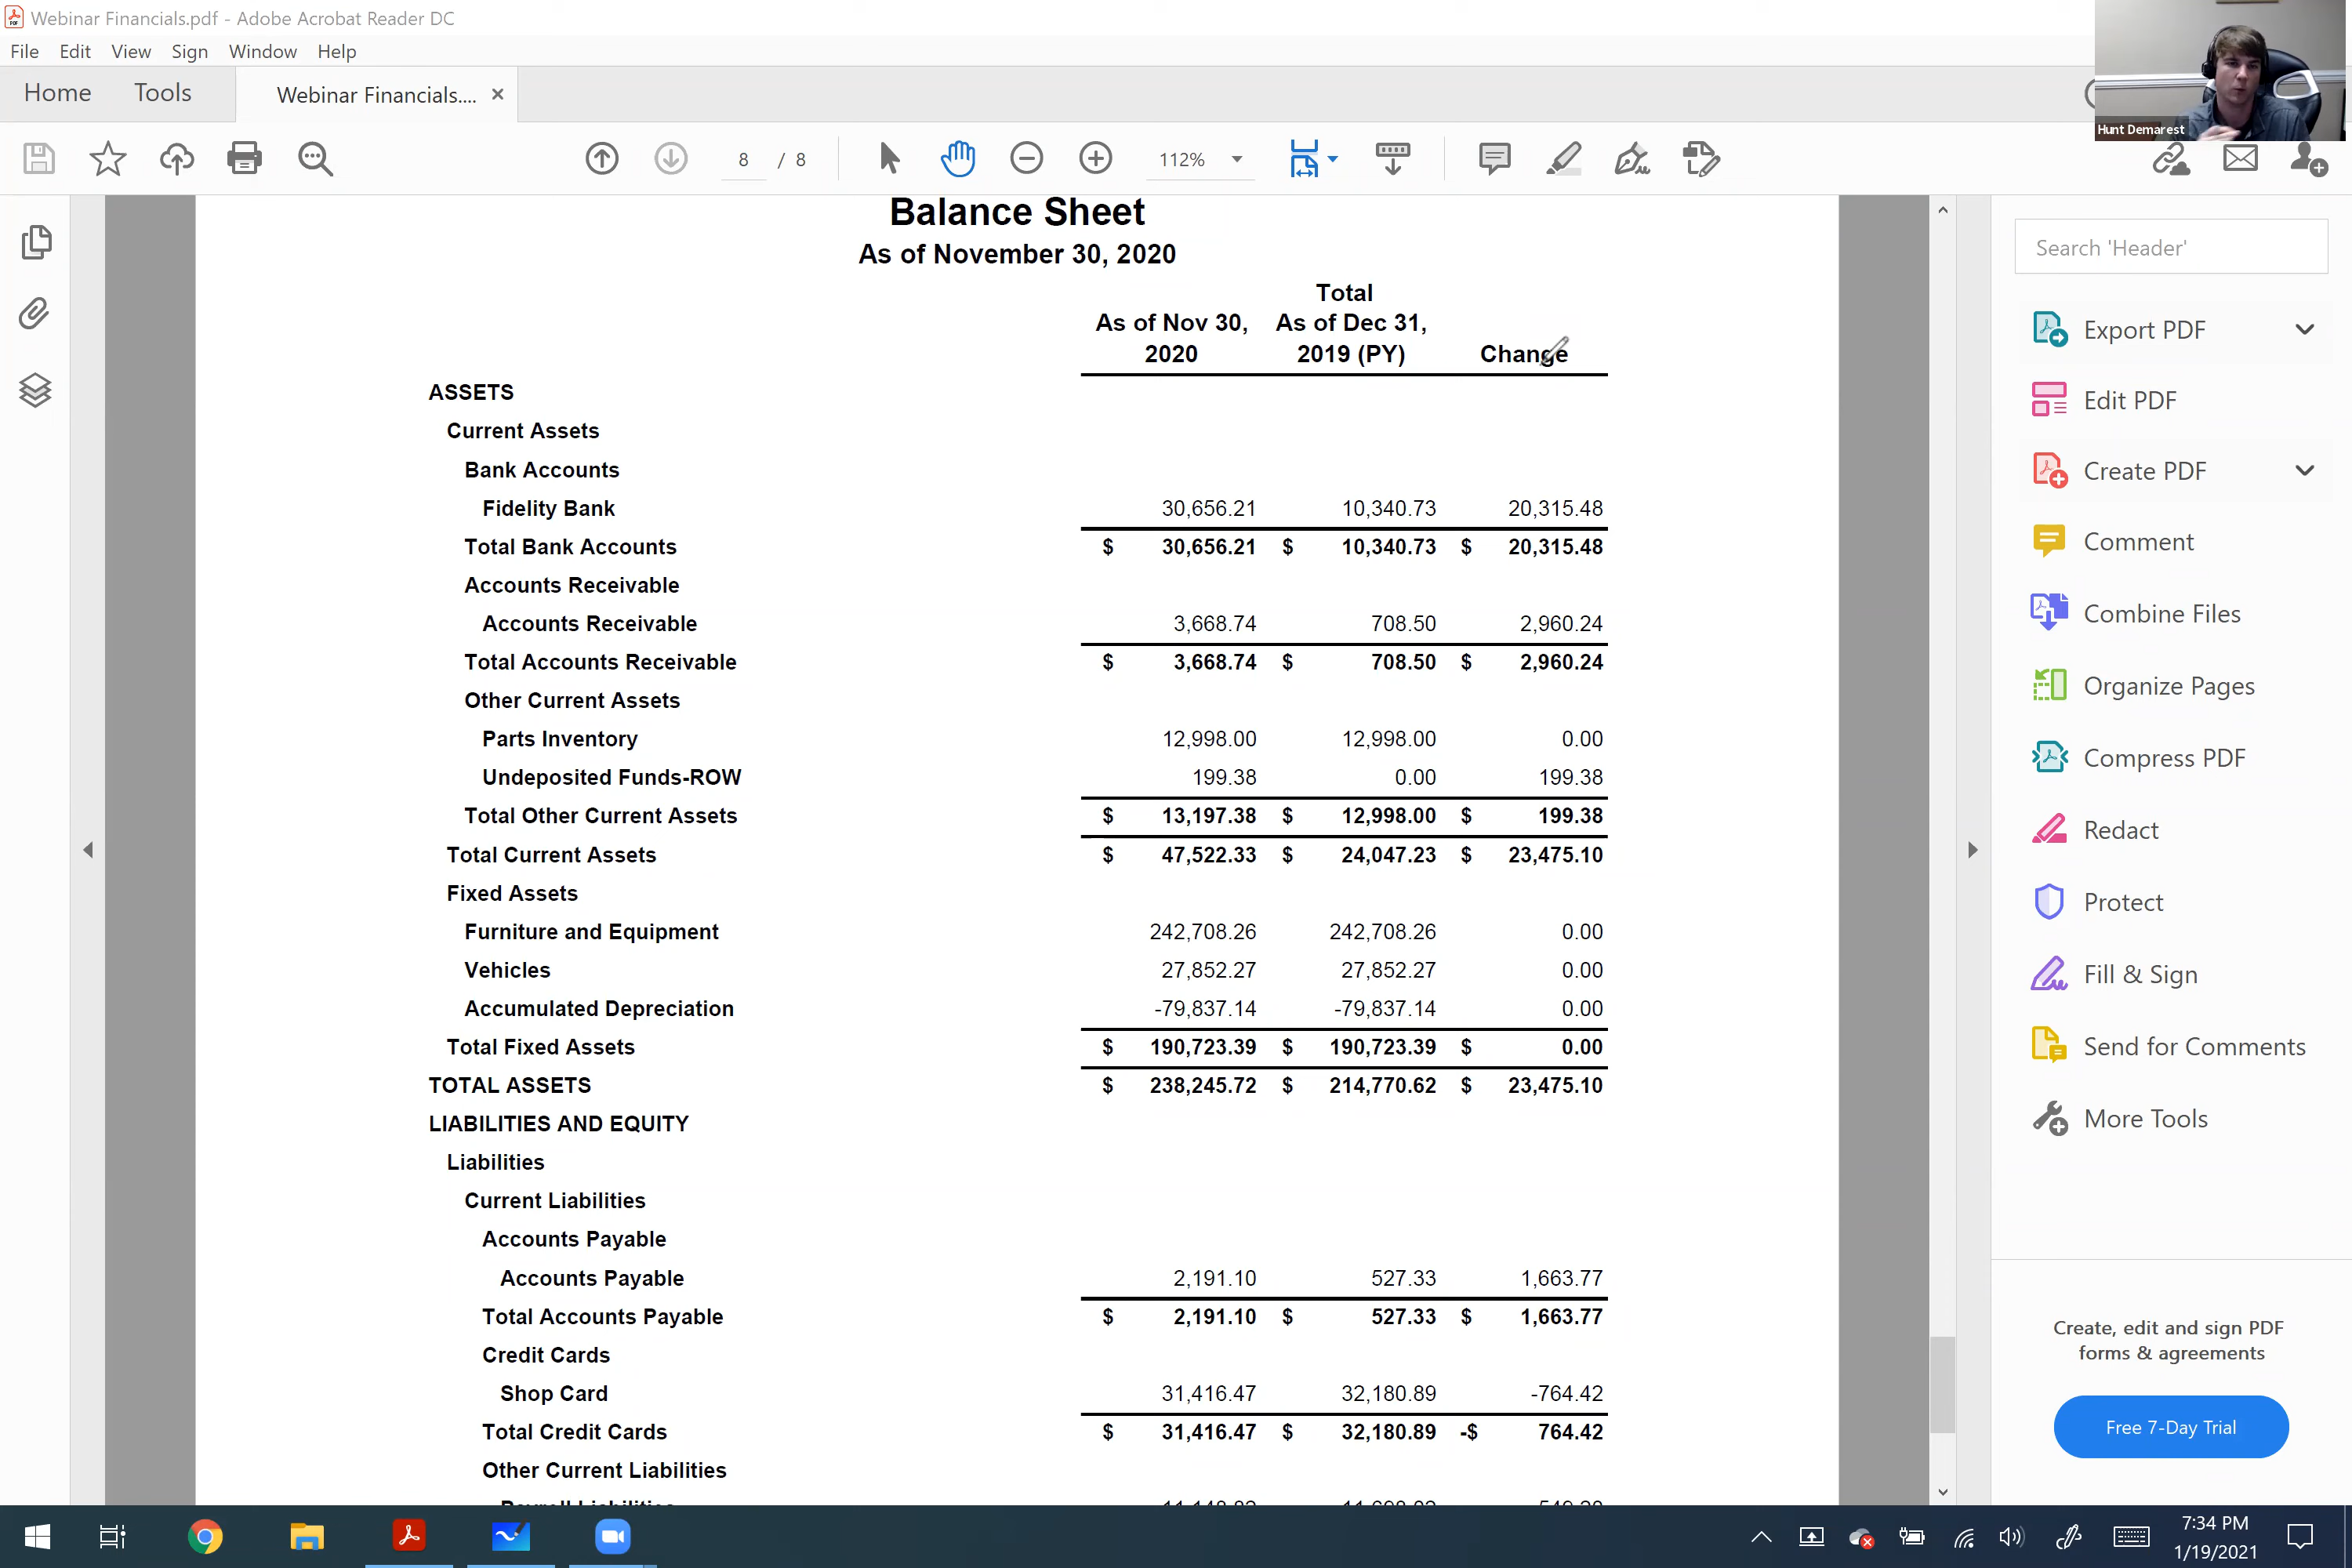 Webinar Financials.pdf - Adobe Acrobat Reader DC
File Edit View Sign Window Help
Home Tools Webinar Financials.... ×
Hunt Demarest
8 / 8 112%
Balance Sheet
As of November 30, 2020
Total
As of Nov 30, As of Dec 31,
2020 2019 (PY) Change
ASSETS
Current Assets
Bank Accounts
Fidelity Bank 30,656.21 10,340.73 20,315.48
Total Bank Accounts $ 30,656.21 $ 10,340.73 $ 20,315.48
Accounts Receivable
Accounts Receivable 3,668.74 708.50 2,960.24
Total Accounts Receivable $ 3,668.74 $ 708.50 $ 2,960.24
Other Current Assets
Parts Inventory 12,998.00 12,998.00 0.00
Undeposited Funds-ROW 199.38 0.00 199.38
Total Other Current Assets $ 13,197.38 $ 12,998.00 $ 199.38
Total Current Assets $ 47,522.33 $ 24,047.23 $ 23,475.10
Fixed Assets
Furniture and Equipment 242,708.26 242,708.26 0.00
Vehicles 27,852.27 27,852.27 0.00
Accumulated Depreciation -79,837.14 -79,837.14 0.00
Total Fixed Assets $ 190,723.39 $ 190,723.39 $ 0.00
TOTAL ASSETS $ 238,245.72 $ 214,770.62 $ 23,475.10
LIABILITIES AND EQUITY
Liabilities
Current Liabilities
Accounts Payable
Accounts Payable 2,191.10 527.33 1,663.77
Total Accounts Payable $ 2,191.10 $ 527.33 $ 1,663.77
Credit Cards
Shop Card 31,416.47 32,180.89 -764.42
Total Credit Cards $ 31,416.47 $ 32,180.89 -$ 764.42
Other Current Liabilities
Search 'Header'
Export PDF
Edit PDF
Create PDF
Comment
Combine Files
Organize Pages
Compress PDF
Redact
Protect
Fill & Sign
Send for Comments
More Tools
Create, edit and sign PDF
forms & agreements
Free 7-Day Trial
7:34 PM
1/19/2021